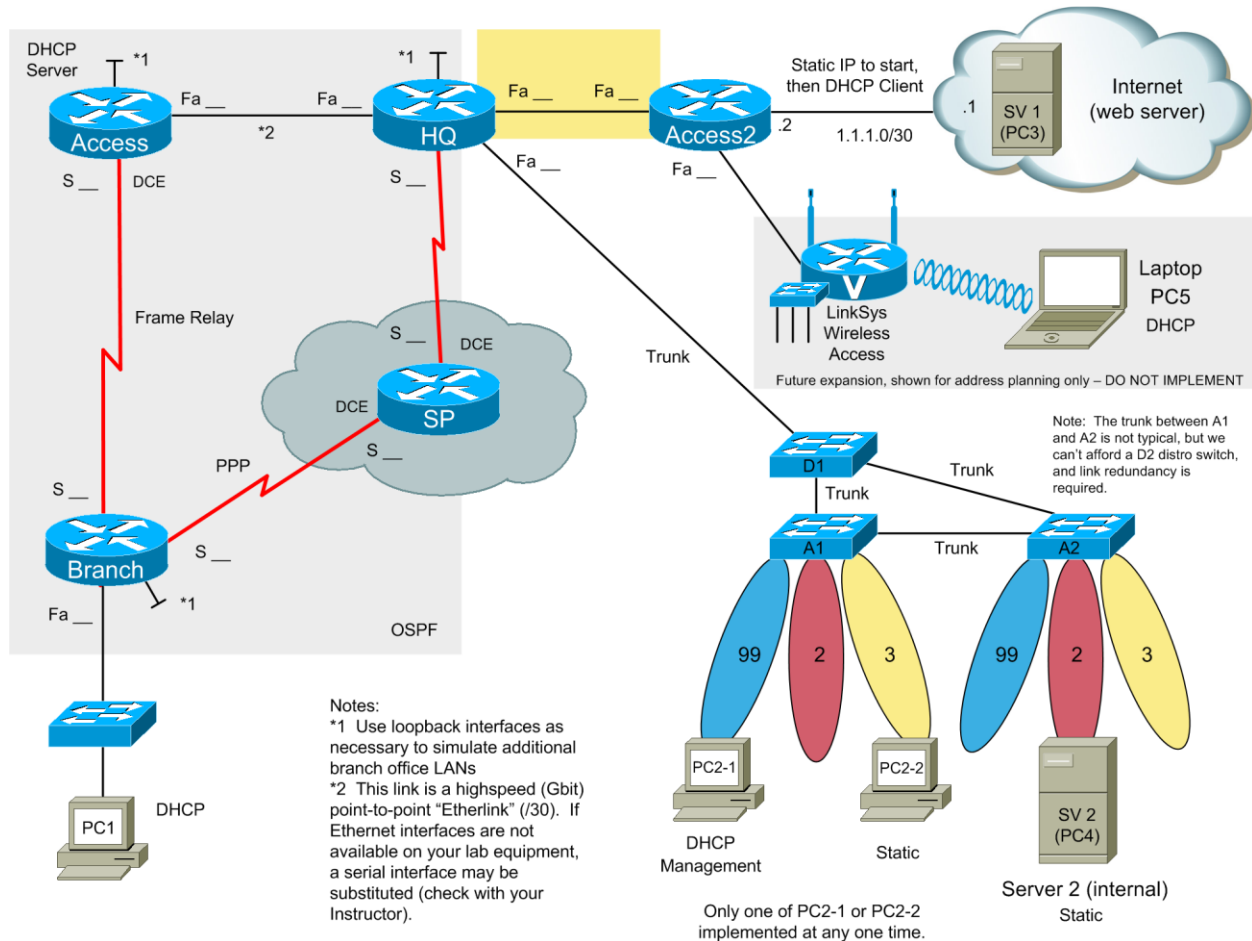 DHCP
Server
*1
Access
Fa __
*2
Fa __
*1
HQ
Fa __
Fa __
Access2
.2
Static IP to start,
then DHCP Client
1.1.1.0/30
.1
SV 1
(PC3)
Internet
(web server)
S __
DCE
S __
Fa __
Fa __
LinkSys
Wireless
Access
Laptop
PC5
DHCP
Future expansion, shown for address planning only – DO NOT IMPLEMENT
Frame Relay
S __
DCE
SP
DCE
S __
PPP
S __
Branch
S __
*1
Fa __
OSPF
PC1
DHCP
Notes:
*1 Use loopback interfaces as
necessary to simulate additional
branch office LANs
*2 This link is a highspeed (Gbit)
point-to-point “Etherlink” (/30). If
Ethernet interfaces are not
available on your lab equipment,
a serial interface may be
substituted (check with your
Instructor).
Trunk
D1
Trunk
Trunk
Note: The trunk between A1
and A2 is not typical, but we
can’t afford a D2 distro switch,
and link redundancy is
required.
A1
Trunk
A2
99
2
3
99
2
3
PC2-1
DHCP
Management
PC2-2
Static
SV 2
(PC4)
Server 2 (internal)
Static
Only one of PC2-1 or PC2-2
implemented at any one time.